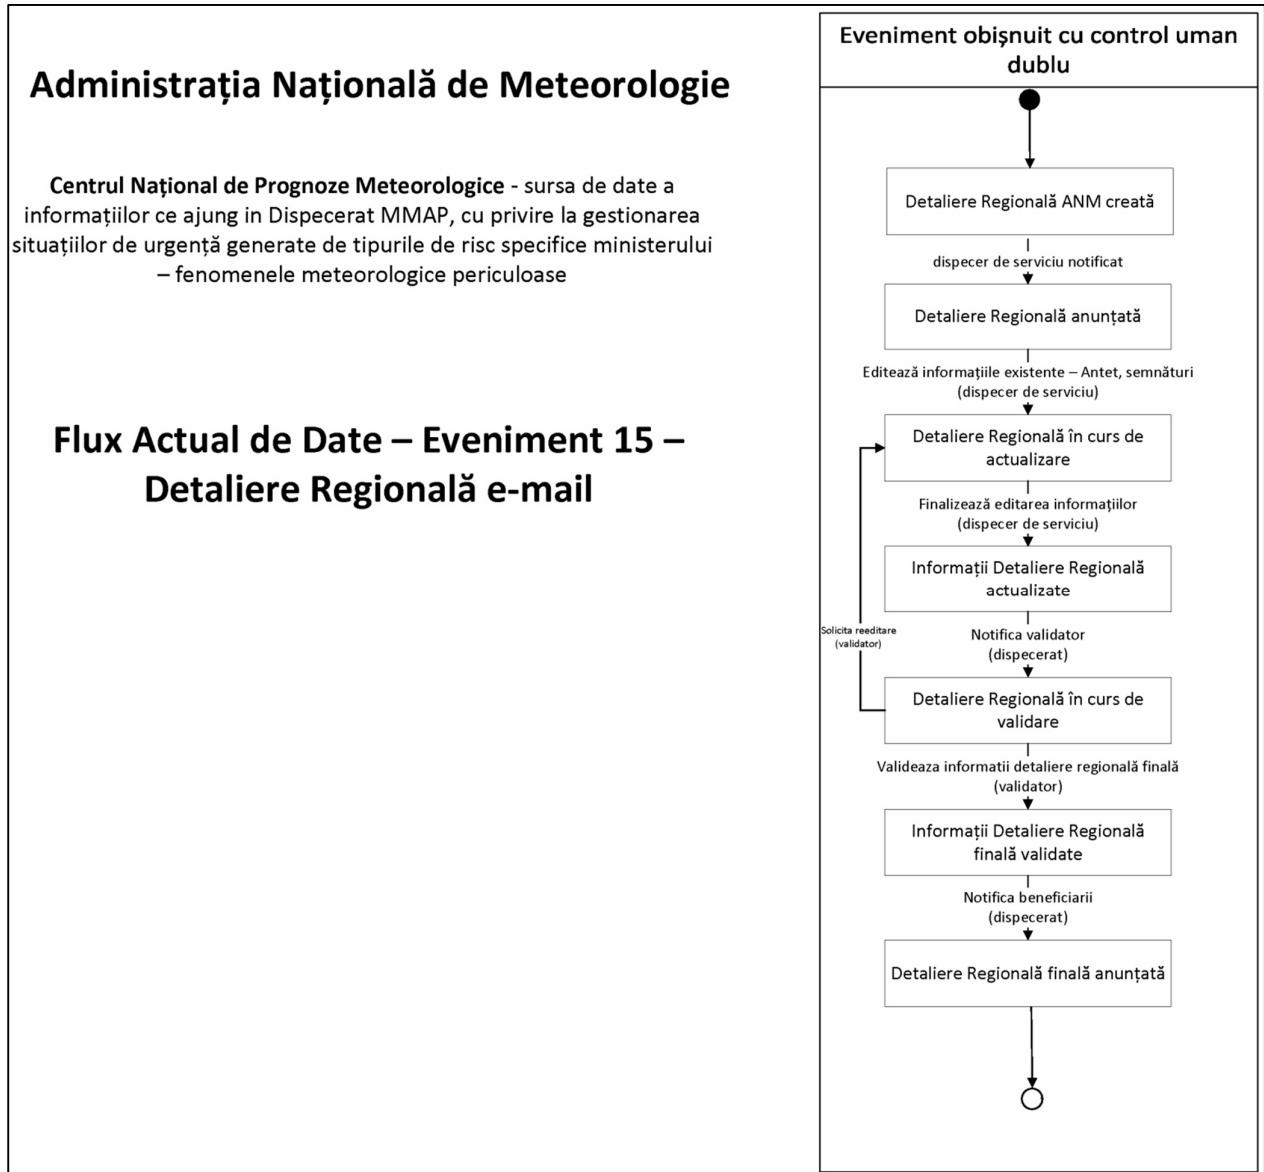 Administrația Națională de Meteorologie
Centrul Național de Prognoze Meteorologice - sursa de date a
informațiilor ce ajung in Dispecerat MMAP, cu privire la gestionarea
situațiilor de urgență generate de tipurile de risc specifice ministerului
– fenomenele meteorologice periculoase
Flux Actual de Date – Eveniment 15 –
Detaliere Regională e-mail
Eveniment obișnuit cu control uman
dublu
Detaliere Regională ANM creată
dispecer de serviciu notificat
Detaliere Regională anunțată
Editează informațiile existente – Antet, semnături
(dispecer de serviciu)
Detaliere Regională în curs de
actualizare
Finalizează editarea informațiilor
(dispecer de serviciu)
Informații Detaliere Regională
actualizate
Solicita reeditare
(validator)
Notifica validator
(dispecerat)
Detaliere Regională în curs de
validare
Valideaza informatii detaliere regională finală
(validator)
Informații Detaliere Regională
finală validate
Notifica beneficiarii
(dispecerat)
Detaliere Regională finală anunțată